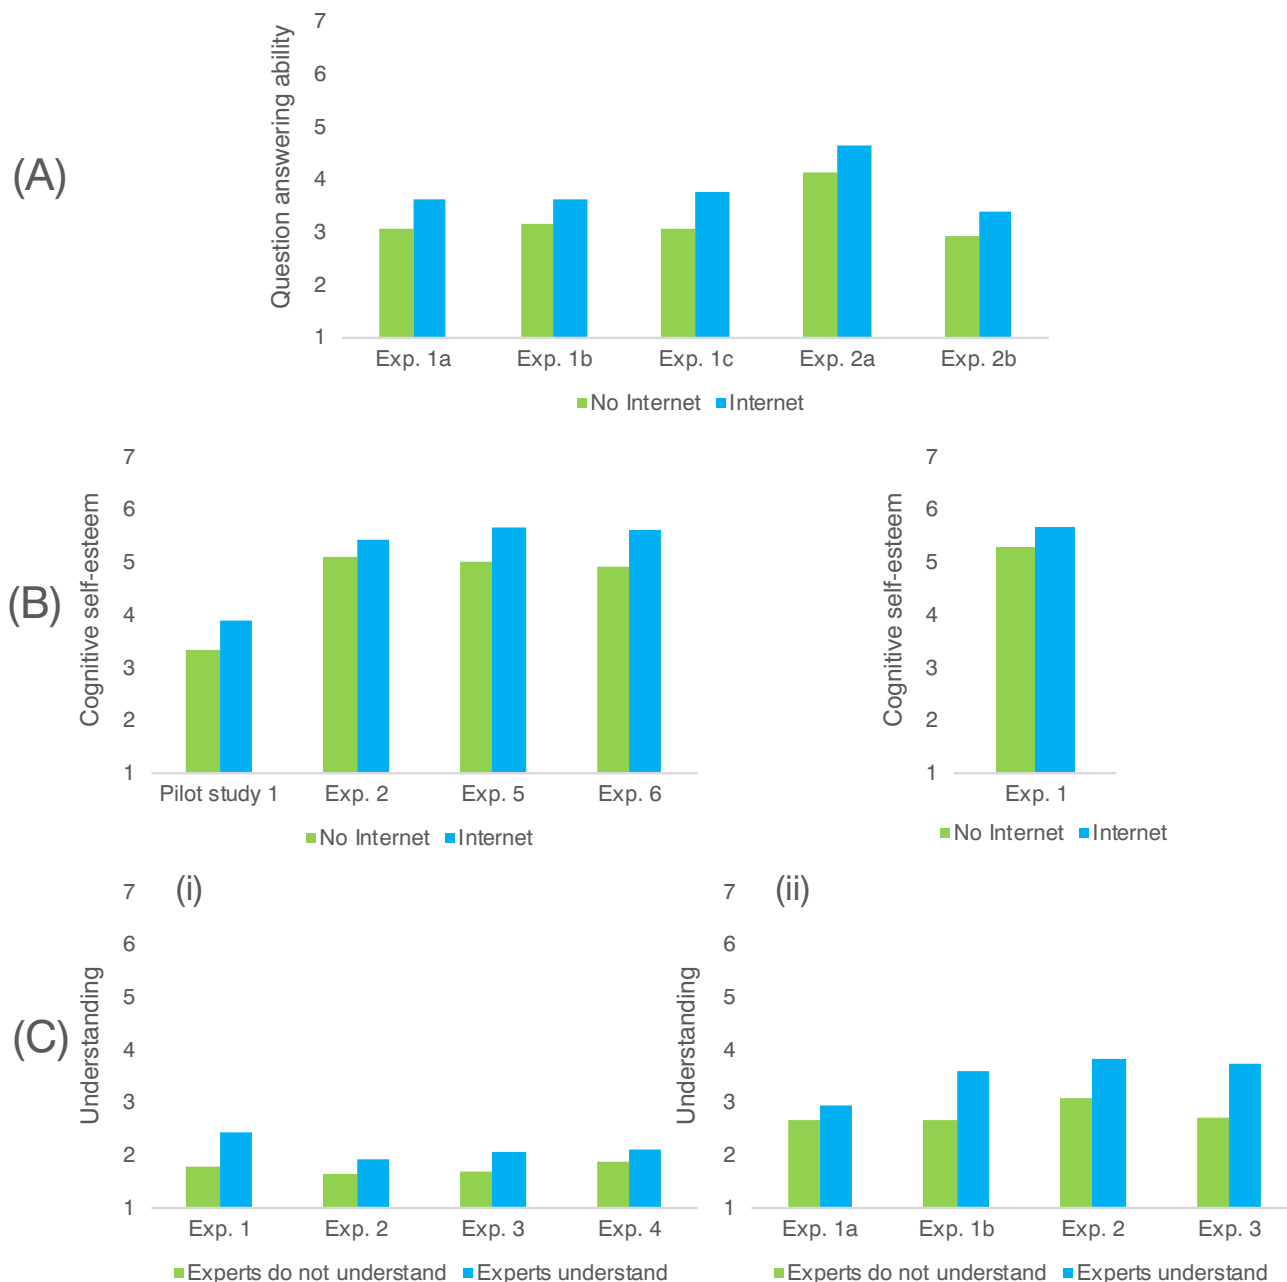 (A)
Question answering ability
7
6
5
4
3
2
1
Exp. 1a Exp. 1b Exp. 1c Exp. 2a Exp. 2b
No Internet Internet
(B)
Cognitive self-esteem
7
6
5
4
3
2
1
Pilot study 1 Exp. 2 Exp. 5 Exp. 6
No Internet Internet
Cognitive self-esteem
7
6
5
4
3
2
1
Exp. 1
No Internet Internet
(C)
(i)
Understanding
7
6
5
4
3
2
1
Exp. 1 Exp. 2 Exp. 3 Exp. 4
Experts do not understand Experts understand
(ii)
Understanding
7
6
5
4
3
2
1
Exp. 1a Exp. 1b Exp. 2 Exp. 3
Experts do not understand Experts understand